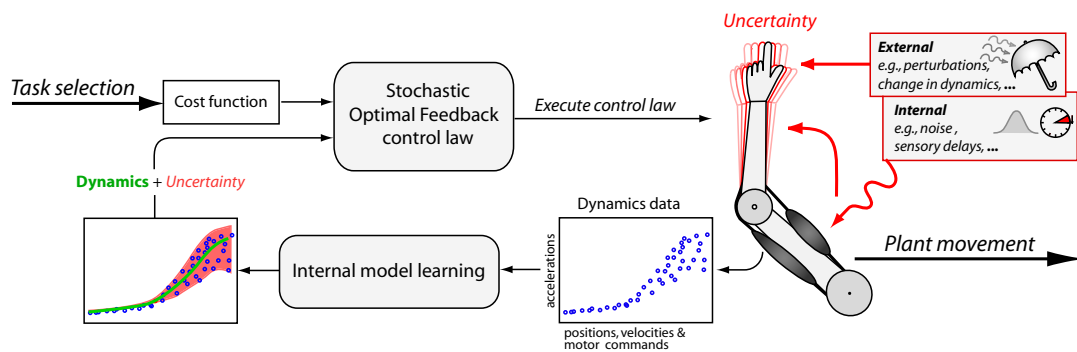 Task selection
Cost function
Stochastic
Optimal Feedback
control law
Execute control law
Uncertainty
External
e.g., perturbations,
change in dynamics, ...
Internal
e.g., noise ,
sensory delays, ...
Dynamics + Uncertainty
Internal model learning
Dynamics data
accelerations
positions, velocities &
motor commands
Plant movement